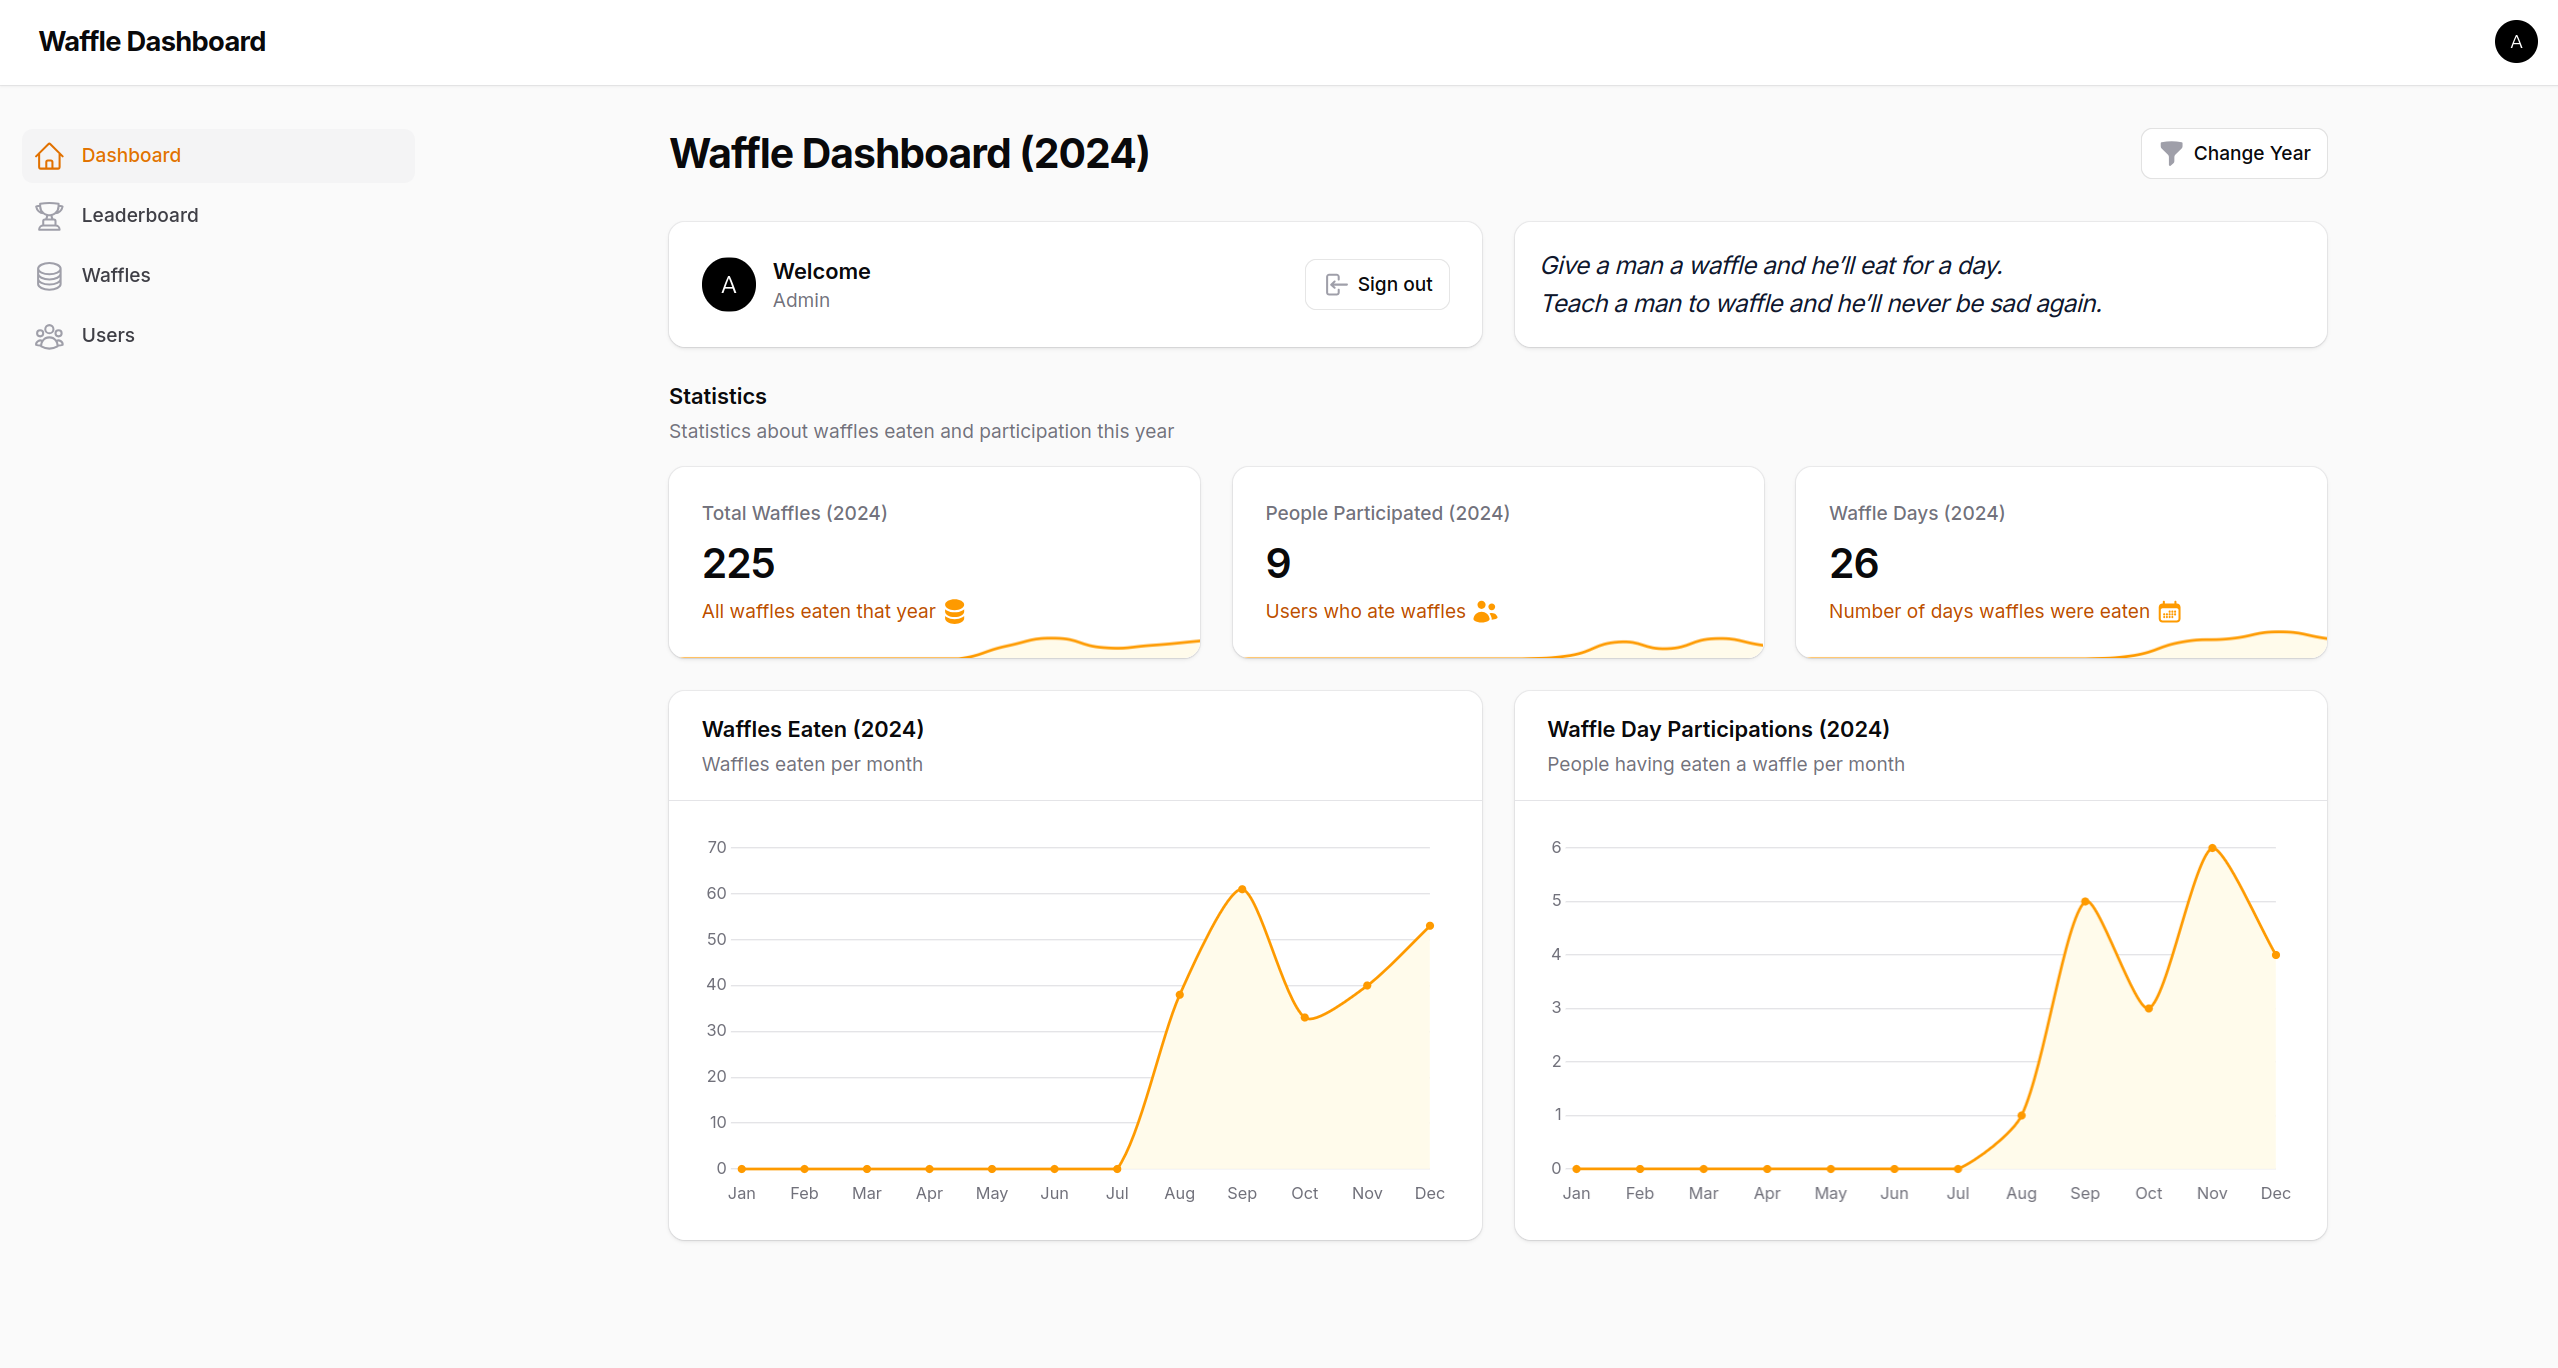 Waffle Dashboard
A
Dashboard
Leaderboard
Waffles
Users
Waffle Dashboard (2024)
Change Year
A
Welcome
Admin
Sign out
Give a man a waffle and he'll eat for a day.
Teach a man to waffle and he'll never be sad again.
Statistics
Statistics about waffles eaten and participation this year
Total Waffles (2024)
225
All waffles eaten that year
People Participated (2024)
9
Users who ate waffles
Waffle Days (2024)
26
Number of days waffles were eaten
Waffles Eaten (2024)
Waffles eaten per month
70
60
50
40
30
20
10
0
Jan Feb Mar Apr May Jun Jul Aug Sep Oct Nov Dec
Waffle Day Participations (2024)
People having eaten a waffle per month
6
5
4
3
2
1
0
Jan Feb Mar Apr May Jun Jul Aug Sep Oct Nov Dec